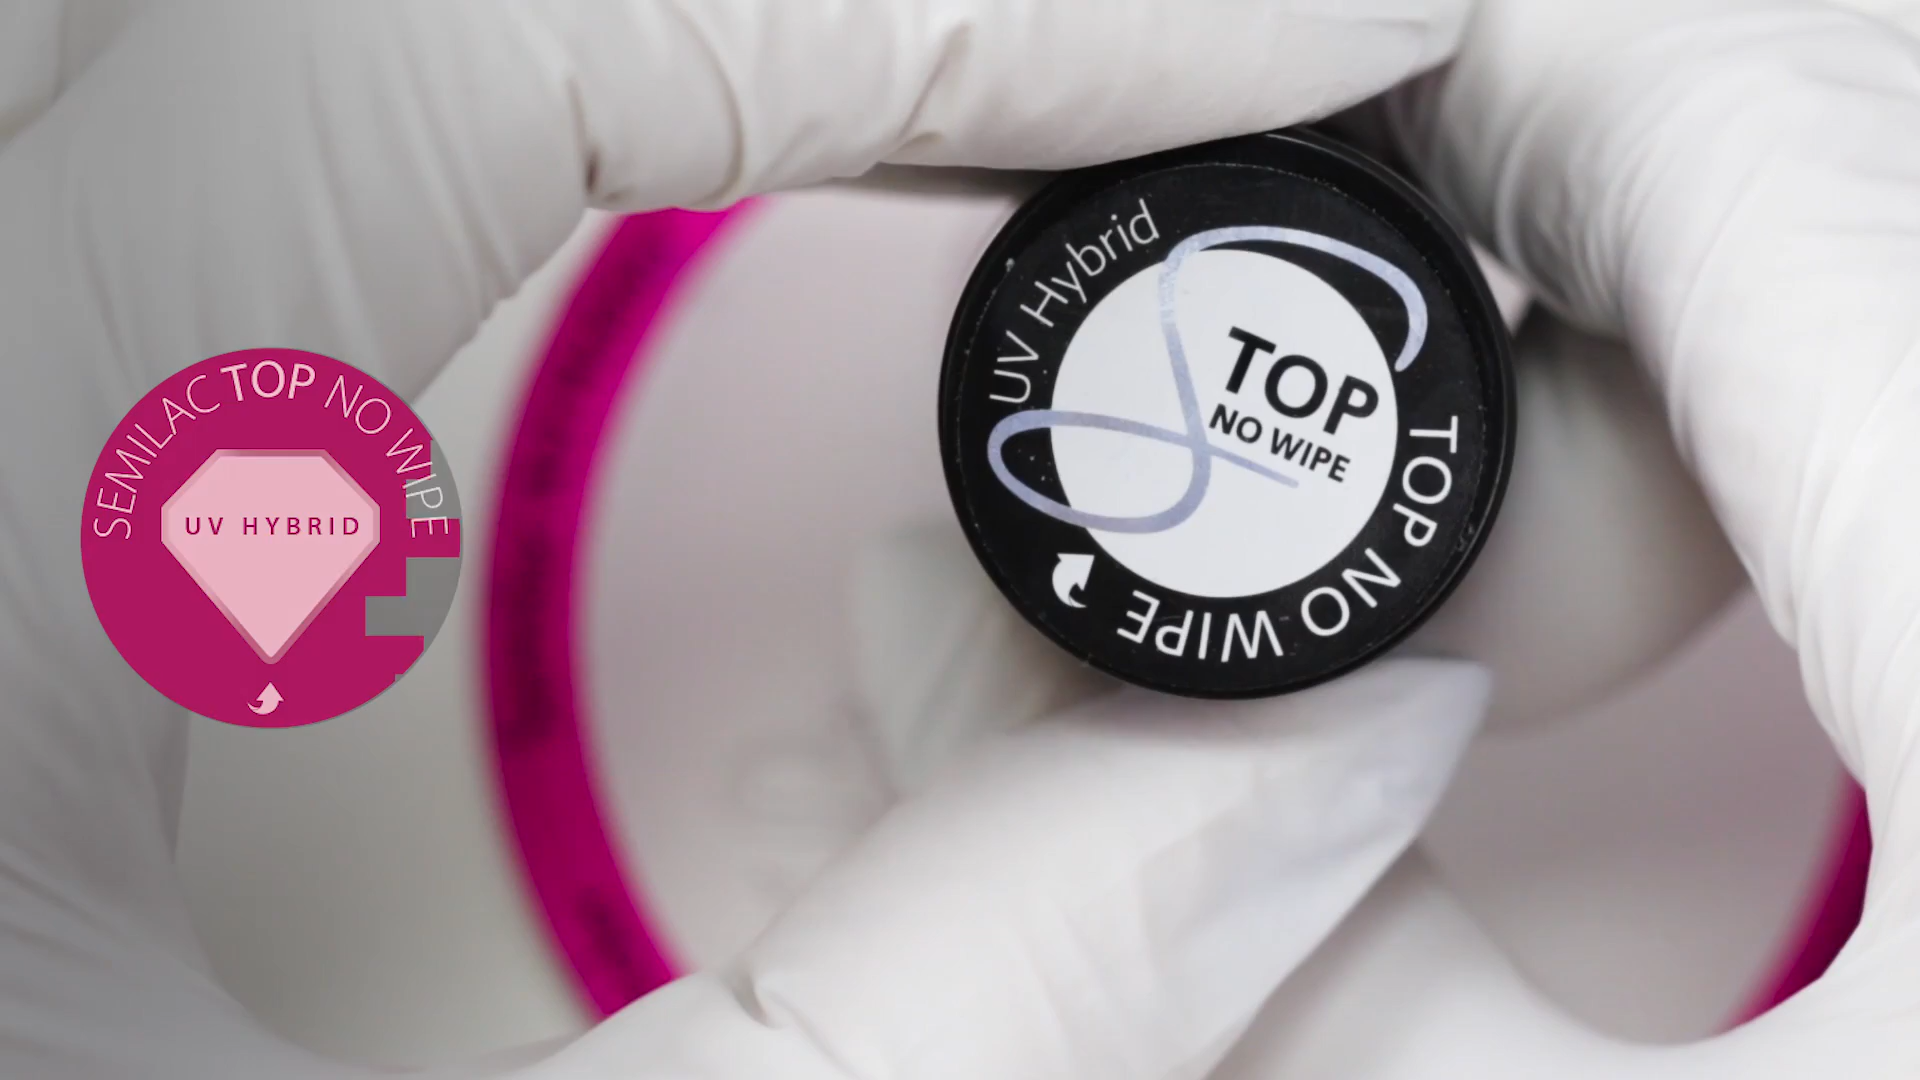 SEMILAC TOP NO WIPE
UV HYBRID
UV Hybrid
TOP
NO WIPE
TOP NO WIPE